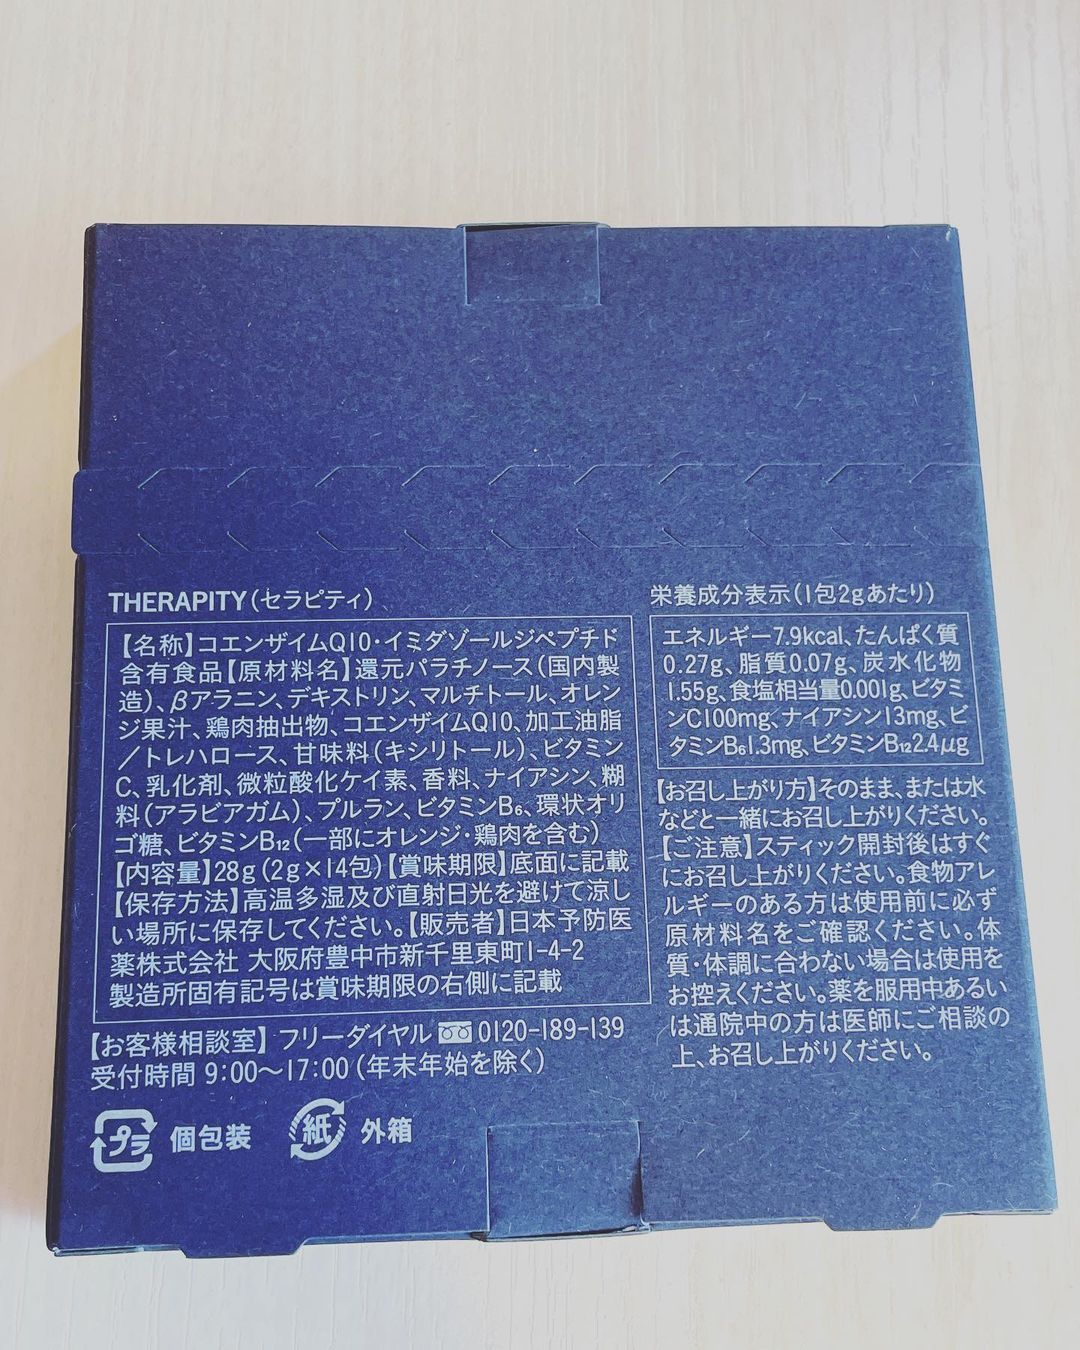 THERAPITY(セラピティ)
【名称】コエンザイムQ10・イミダゾールジペプチド
含有食品【原材料名】還元パラチノース(国内製
造)、βアラニン、デキストリン、マルチトール、オレン
ジ果汁、鶏肉抽出物、コエンザイムQ10、加工油脂
/トレハロース、甘味料(キシリトール)、ビタミン
C、乳化剤、微粒酸化ケイ素、香料、ナイアシン、糊
料(アラビアガム)、プルラン、ビタミンB₆、環状オリ
ゴ糖、ビタミンB₁₂(一部にオレンジ・鶏肉を含む)
【内容量】28g(2g×14包)【賞味期限】底面に記載
【保存方法】高温多湿及び直射日光を避けて涼し
い場所に保存してください。【販売者】日本予防医
薬株式会社 大阪府豊中市新千里東町1-4-2
製造所固有記号は賞味期限の右側に記載
【お客様相談室】フリーダイヤル 0120-189-139
受付時間 9:00～17:00(年末年始を除く)
プラ 個包装 紙 外箱
栄養成分表示(1包2gあたり)
エネルギー7.9kcal、たんぱく質
0.27g、脂質0.07g、炭水化物
1.55g、食塩相当量0.001g、ビタミ
ンC100mg、ナイアシン13mg、ビ
タミンB₆1.3mg、ビタミンB₁₂2.4μg
【お召し上がり方】そのまま、または水
などと一緒にお召し上がりください。
【ご注意】スティック開封後はすぐ
にお召し上がりください。食物アレ
ルギーのある方は使用前に必ず
原材料名をご確認ください。体
質・体調に合わない場合は使用を
お控えください。薬を服用中あるい
は通院中の方は医師にご相談の
上、お召し上がりください。